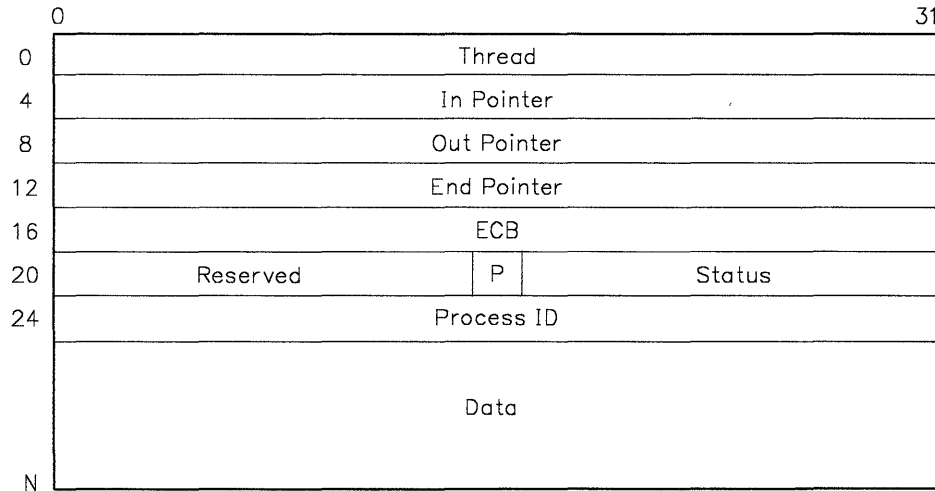 0 31
0 Thread
4 In Pointer
8 Out Pointer
12 End Pointer
16 ECB
20 Reserved P Status
24 Process ID
Data
N